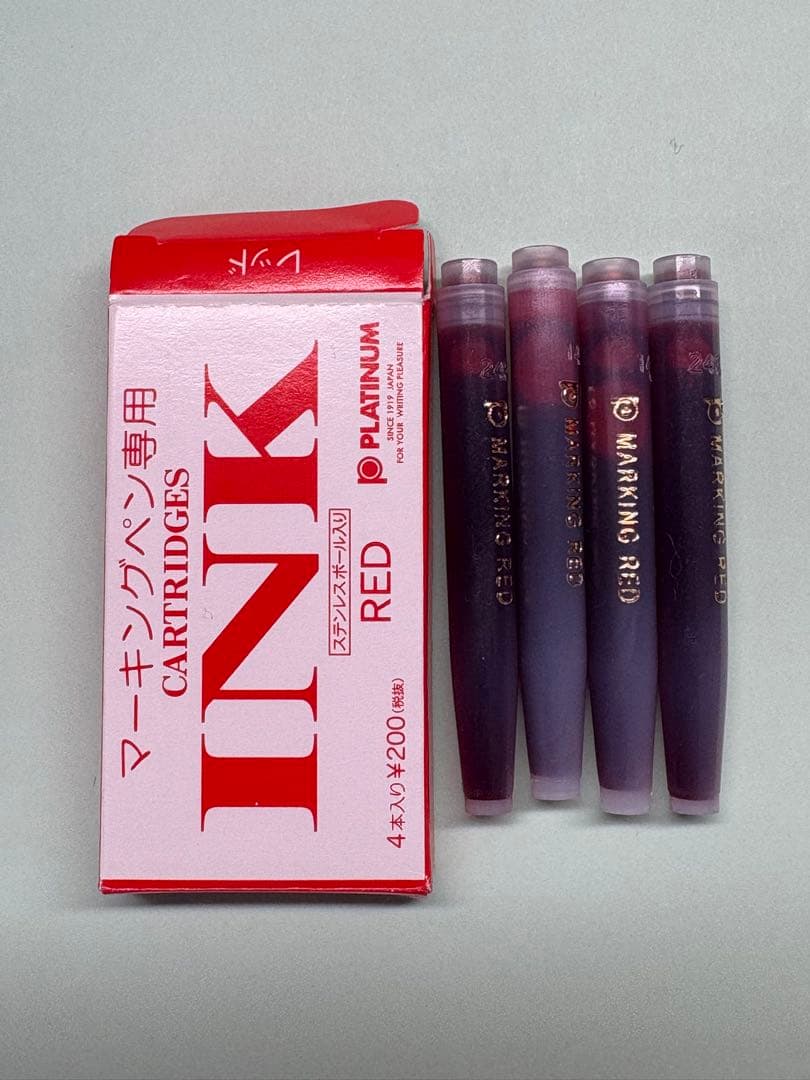 レッド
マーキングペン専用
CARTRIDGES
INK
ステンレスボール入り
RED
4本入り¥200(税抜)
PLATINUM
SINCE 1919 JAPAN
FOR YOUR WRITING PLEASURE
MARKING RED
MARKING RED
MARKING RED
MARKING RED